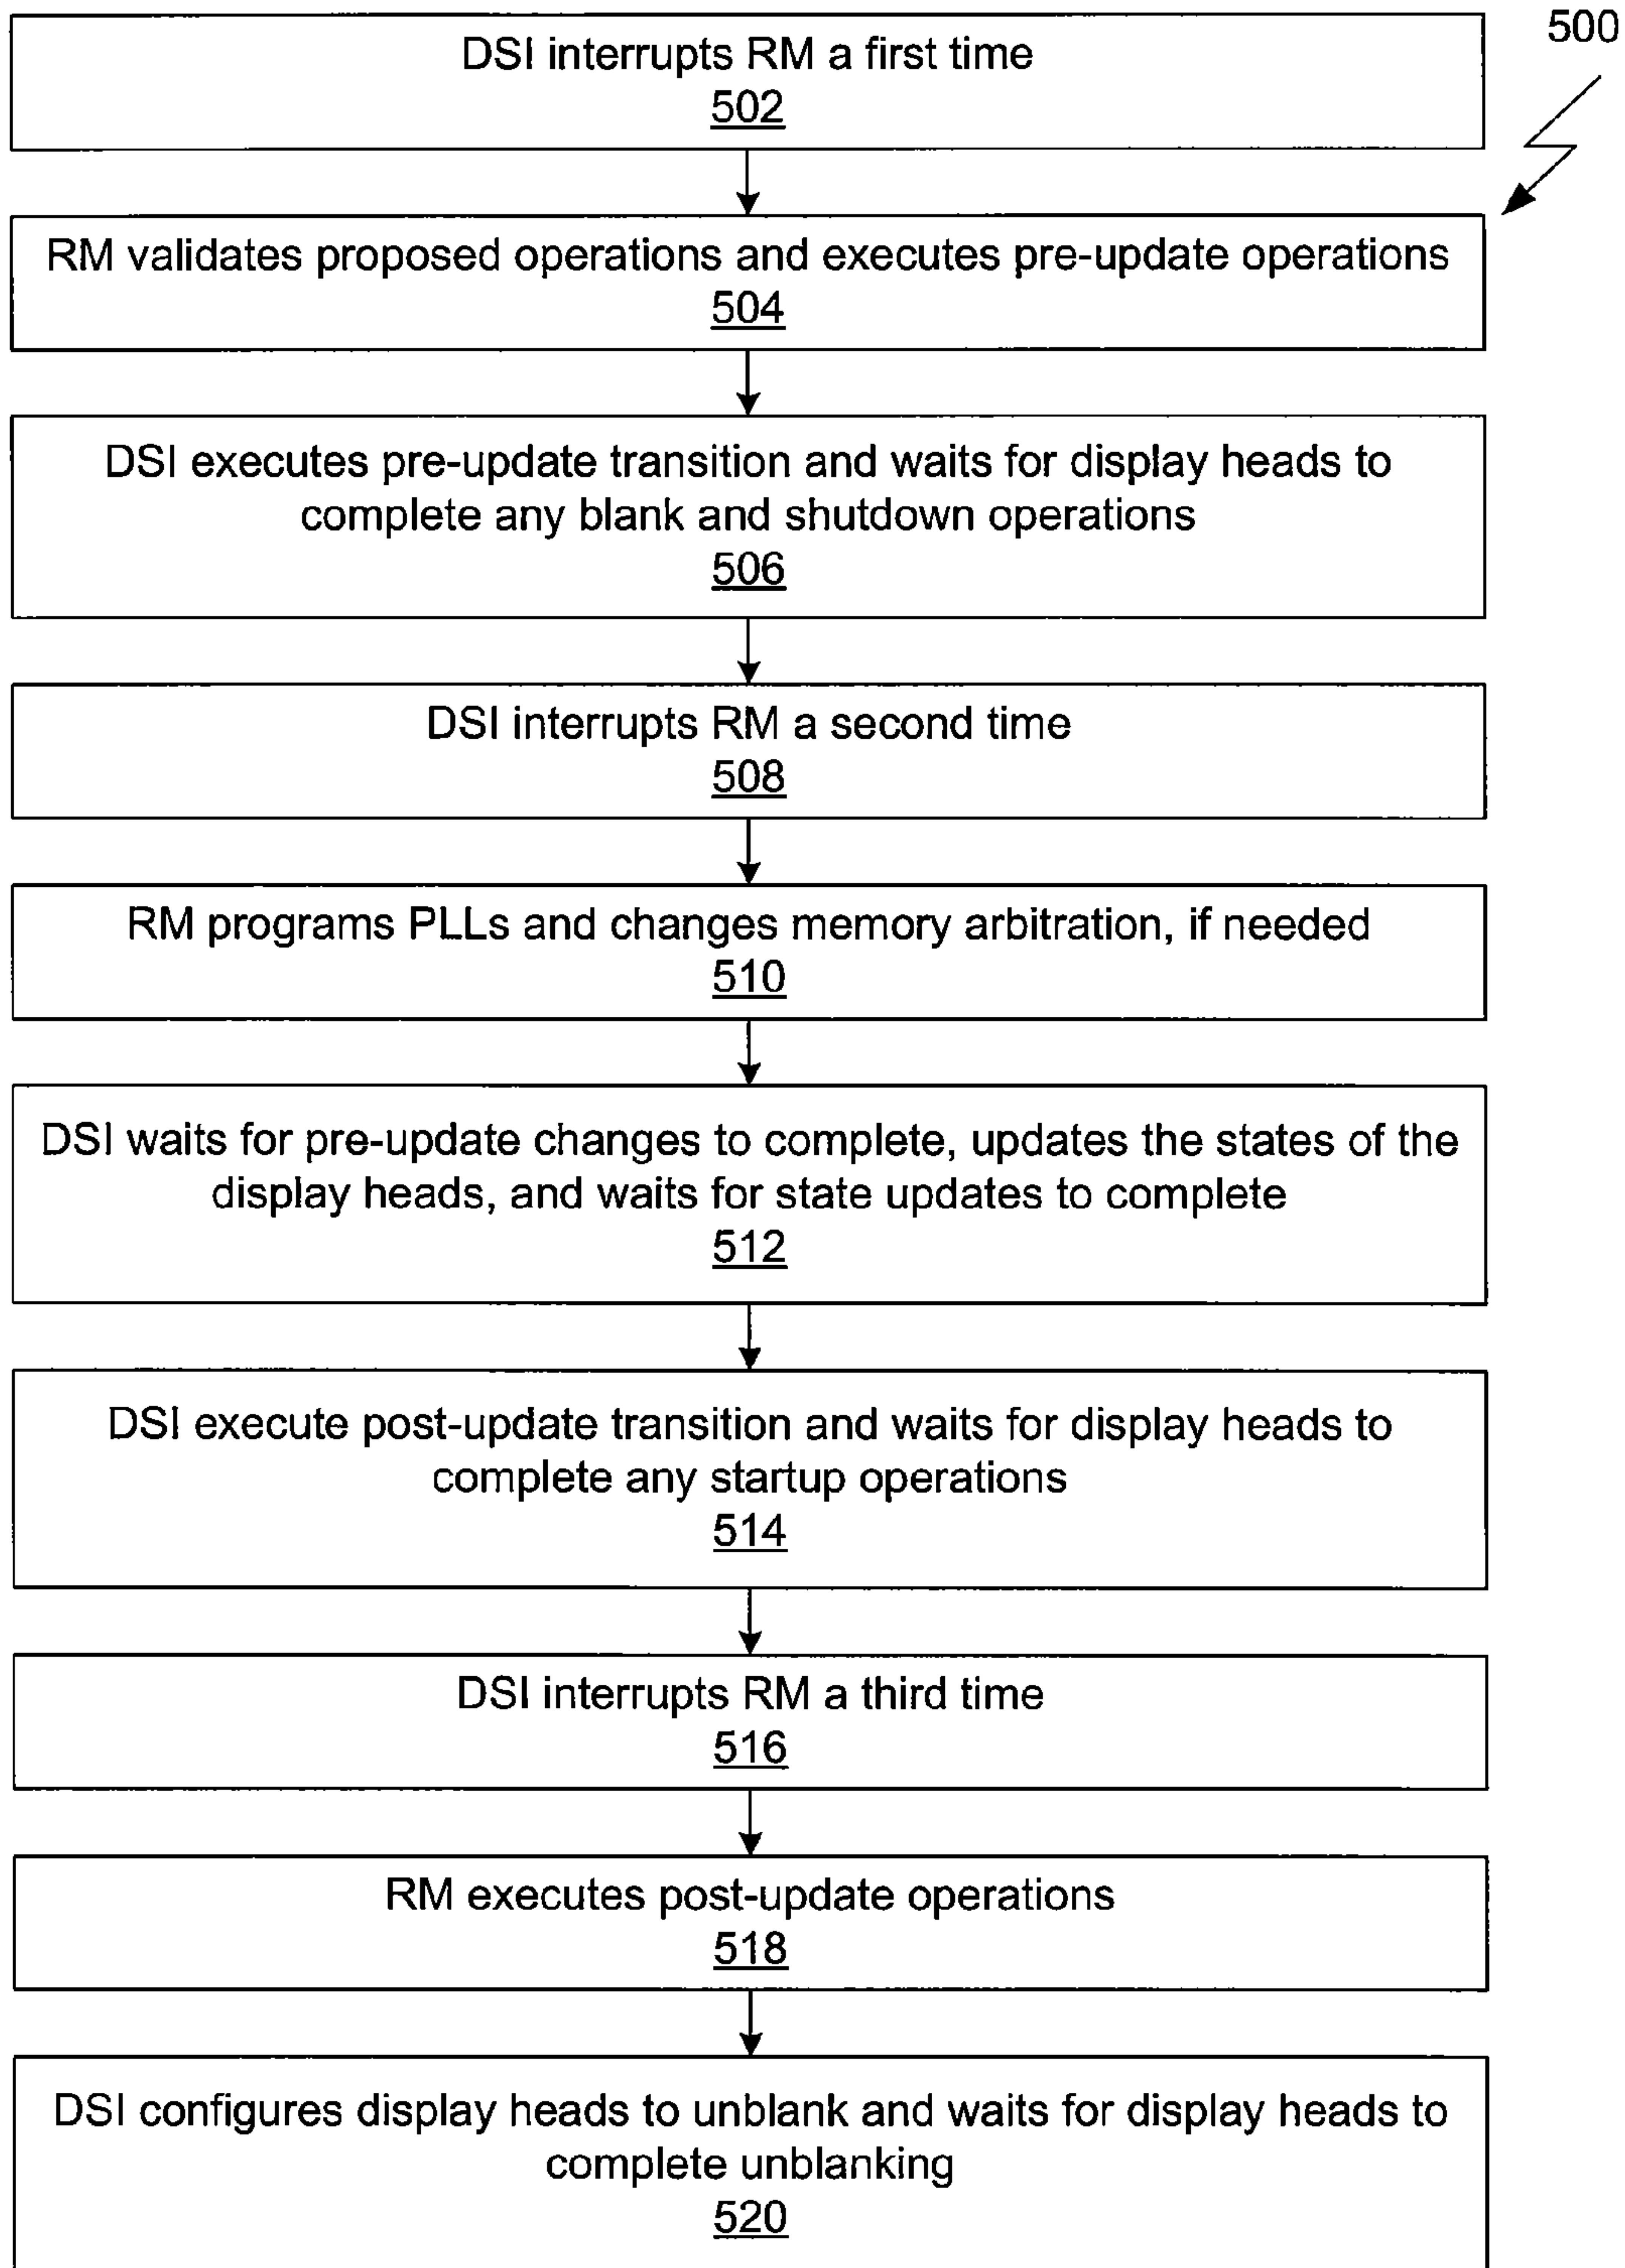 500
DSI interrupts RM a first time
502
RM validates proposed operations and executes pre-update operations
504
DSI executes pre-update transition and waits for display heads to
complete any blank and shutdown operations
506
DSI interrupts RM a second time
508
RM programs PLLs and changes memory arbitration, if needed
510
DSI waits for pre-update changes to complete, updates the states of the
display heads, and waits for state updates to complete
512
DSI execute post-update transition and waits for display heads to
complete any startup operations
514
DSI interrupts RM a third time
516
RM executes post-update operations
518
DSI configures display heads to unblank and waits for display heads to
complete unblanking
520